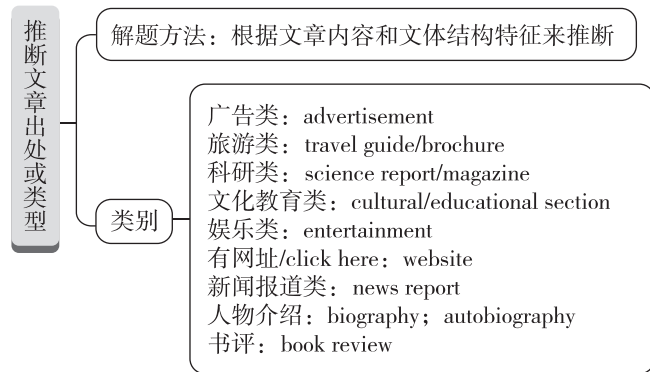 推断文章出处或类型
解题方法：根据文章内容和文体结构特征来推断
类别
广告类：advertisement
旅游类：travel guide/brochure
科研类：science report/magazine
文化教育类：cultural/educational section
娱乐类：entertainment
有网址/click here：website
新闻报道类：news report
人物介绍：biography；autobiography
书评：book review